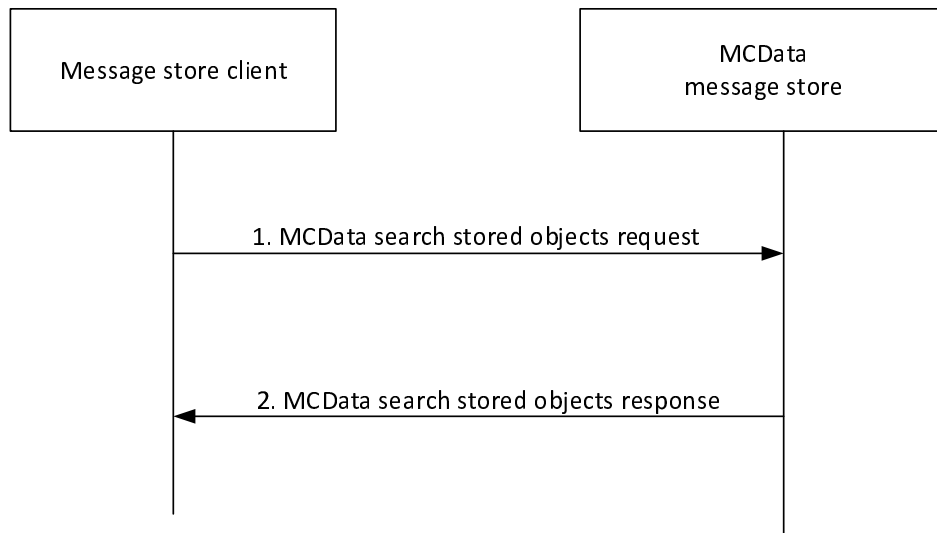 Message store client
MCData
message store
1. MCData search stored objects request
2. MCData search stored objects response